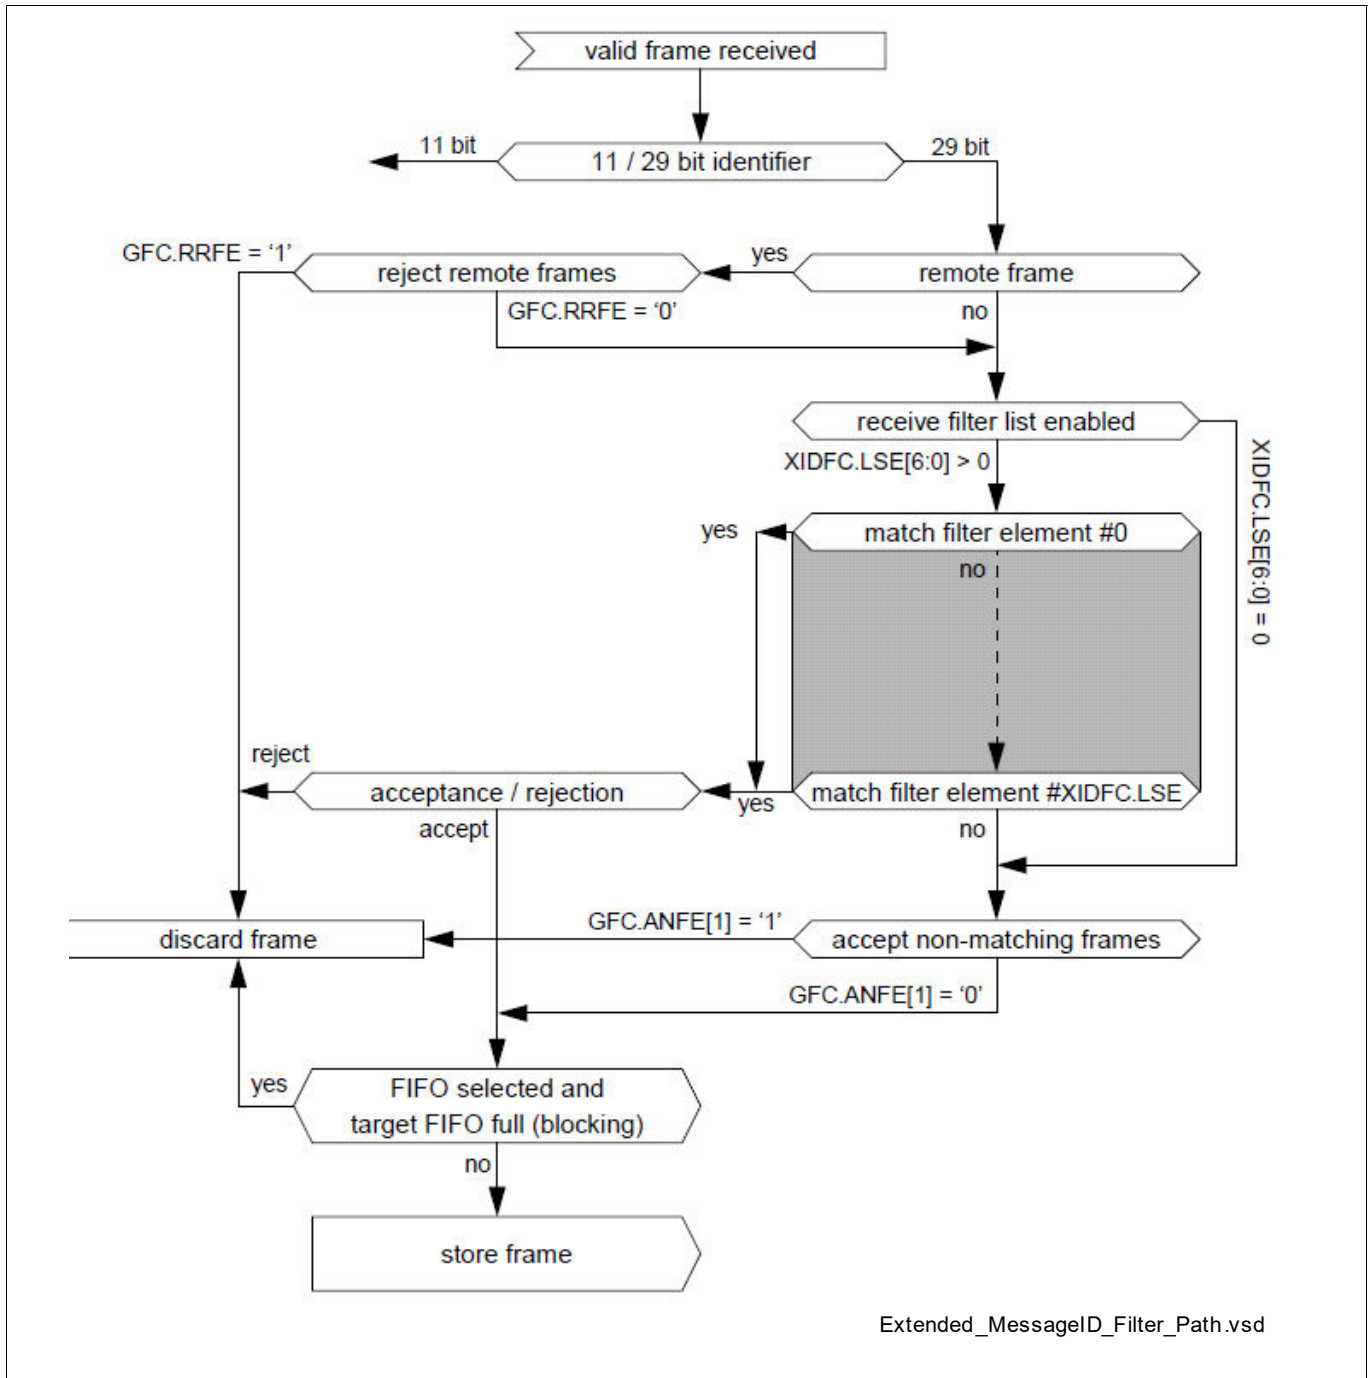 valid frame received
11 bit
11 / 29 bit identifier
29 bit
GFC.RRFE = ‘1’
reject remote frames
yes
remote frame
GFC.RRFE = ‘0’
no
receive filter list enabled
XIDFC.LSE[6:0] > 0
XIDFC.LSE[6:0] = 0
yes
match filter element #0
no
reject
acceptance / rejection
yes
match filter element #XIDFC.LSE
accept
no
discard frame
GFC.ANFE[1] = ‘1’
accept non-matching frames
GFC.ANFE[1] = ‘0’
yes
FIFO selected and
target FIFO full (blocking)
no
store frame
Extended_MessageID_Filter_Path.vsd